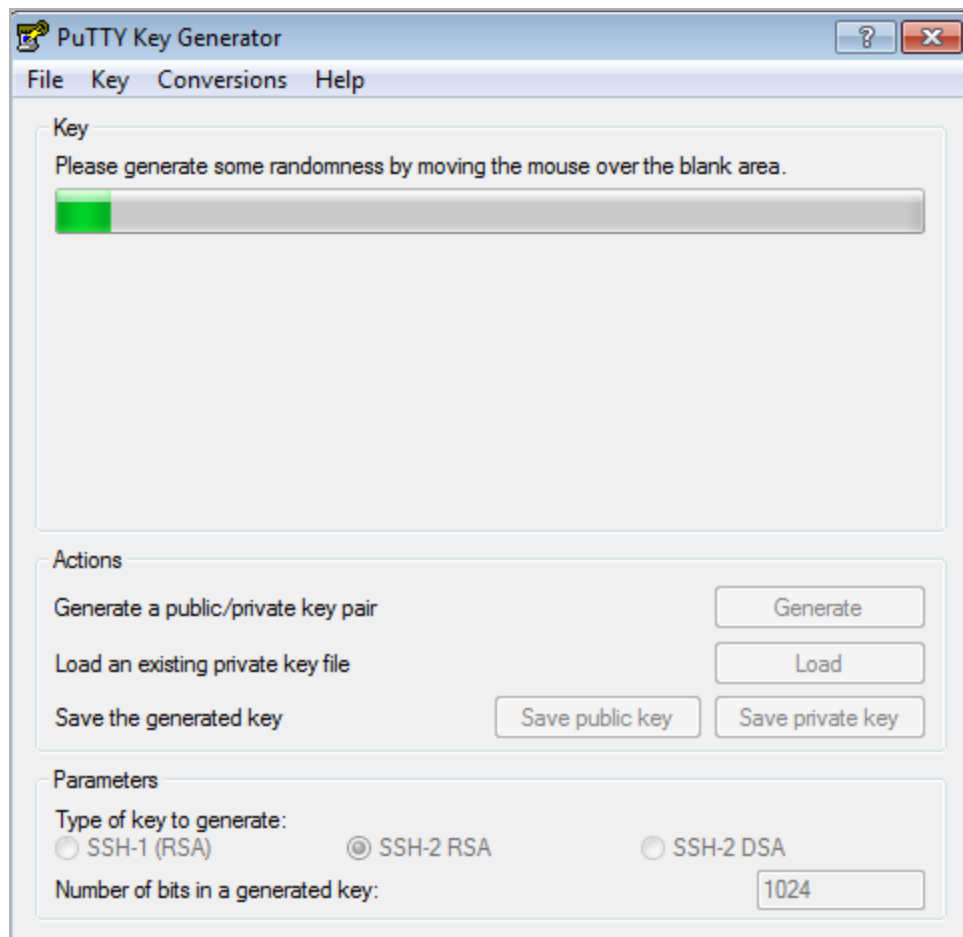 PuTTY Key Generator
File Key Conversions Help
Key
Please generate some randomness by moving the mouse over the blank area.
Actions
Generate a public/private key pair Generate
Load an existing private key file Load
Save the generated key Save public key Save private key
Parameters
Type of key to generate:
SSH-1 (RSA) SSH-2 RSA SSH-2 DSA
Number of bits in a generated key: 1024